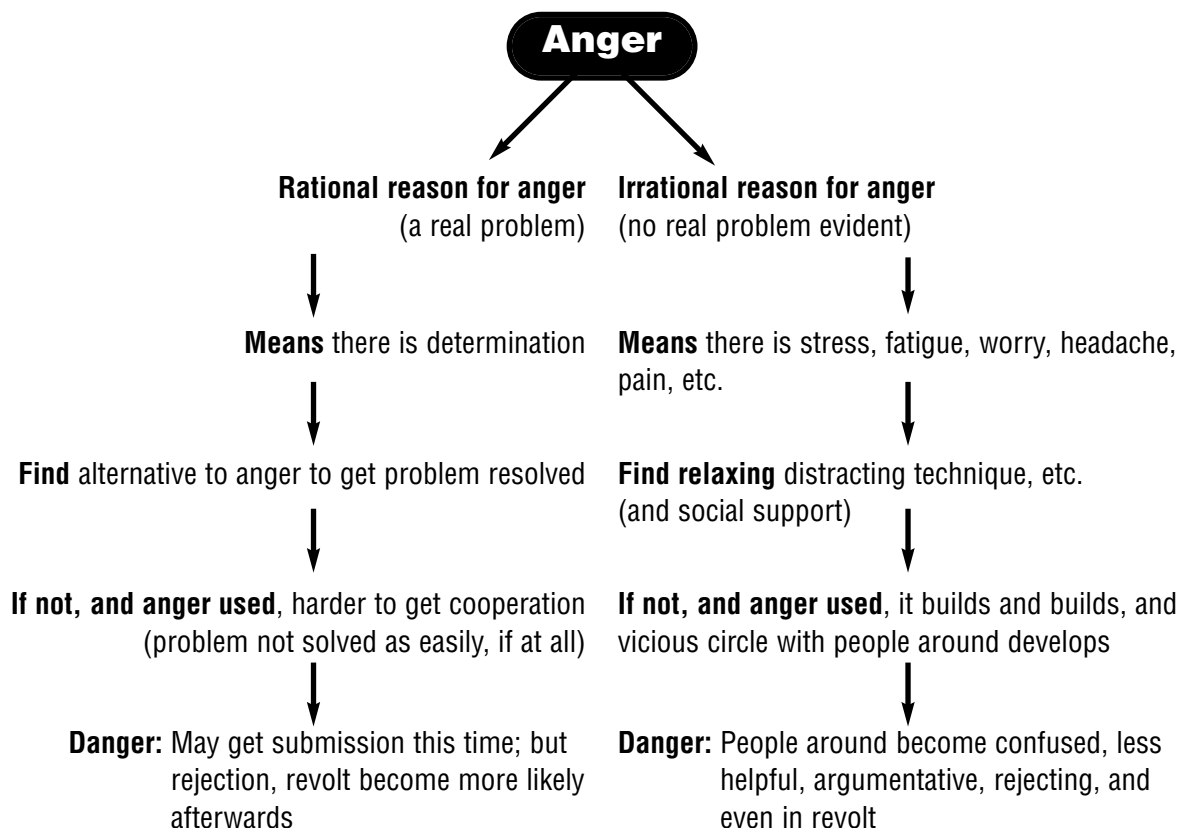 Anger
Rational reason for anger
(a real problem)
Irrational reason for anger
(no real problem evident)
Means there is determination
Means there is stress, fatigue, worry, headache,
pain, etc.
Find alternative to anger to get problem resolved
Find relaxing distracting technique, etc.
(and social support)
If not, and anger used, harder to get cooperation
(problem not solved as easily, if at all)
If not, and anger used, it builds and builds, and
vicious circle with people around develops
Danger: May get submission this time; but
rejection, revolt become more likely
afterwards
Danger: People around become confused, less
helpful, argumentative, rejecting, and
even in revolt